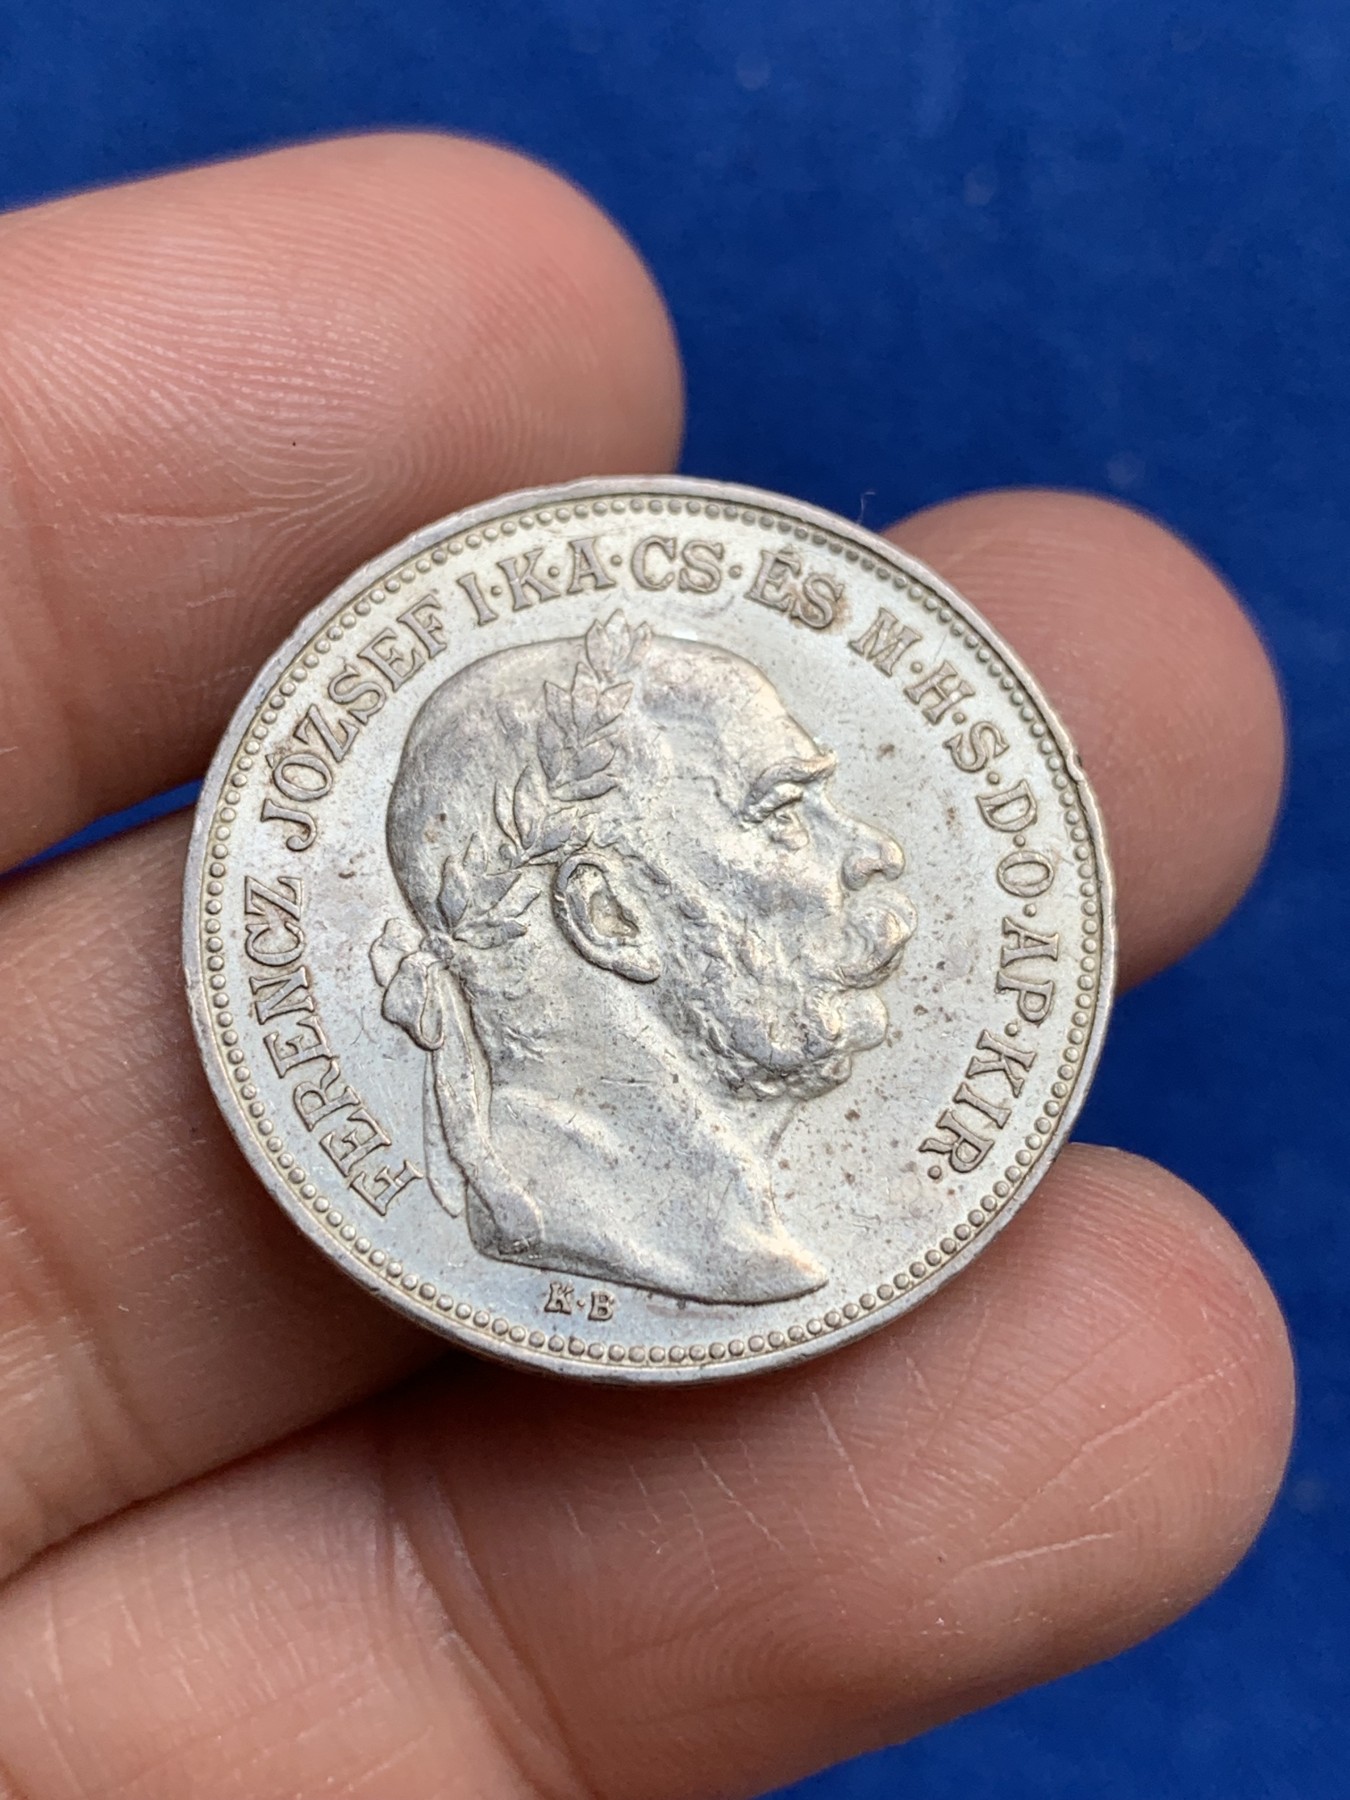 FERENCZ JÓZSEF I·K·A·CS·ÉS M·H·S·D·O·AP·KIR·
K·B